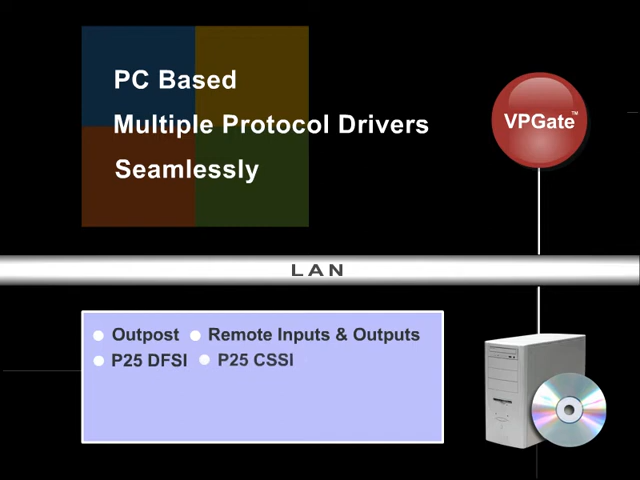 PC Based
Multiple Protocol Drivers
Seamlessly
VPGate™
LAN
Outpost Remote Inputs & Outputs
P25 DFSI P25 CSSI